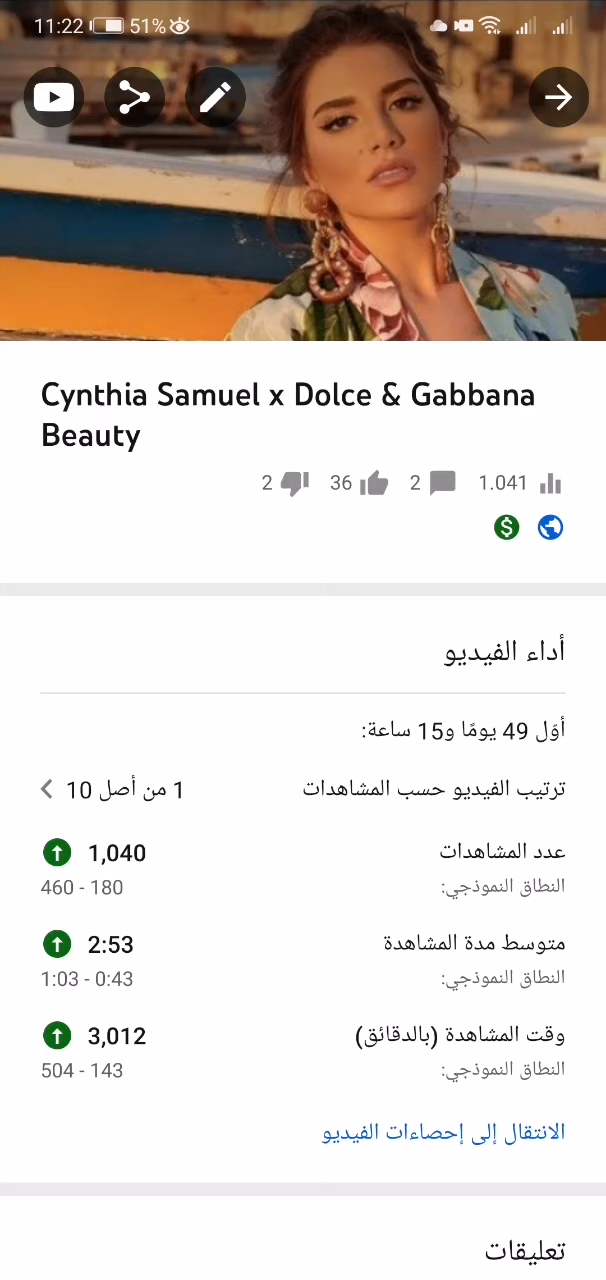 11:22 51%
Cynthia Samuel x Dolce & Gabbana
Beauty
2 36 2 1.041
أداء الفيديو
أوّل 49 يومًا و15 ساعة:
ترتيب الفيديو حسب المشاهدات 1 من أصل 10
عدد المشاهدات 1,040
النطاق النموذجي: 180 - 460
متوسط مدة المشاهدة 2:53
النطاق النموذجي: 0:43 - 1:03
وقت المشاهدة (بالدقائق) 3,012
النطاق النموذجي: 143 - 504
الانتقال إلى إحصاءات الفيديو
تعليقات